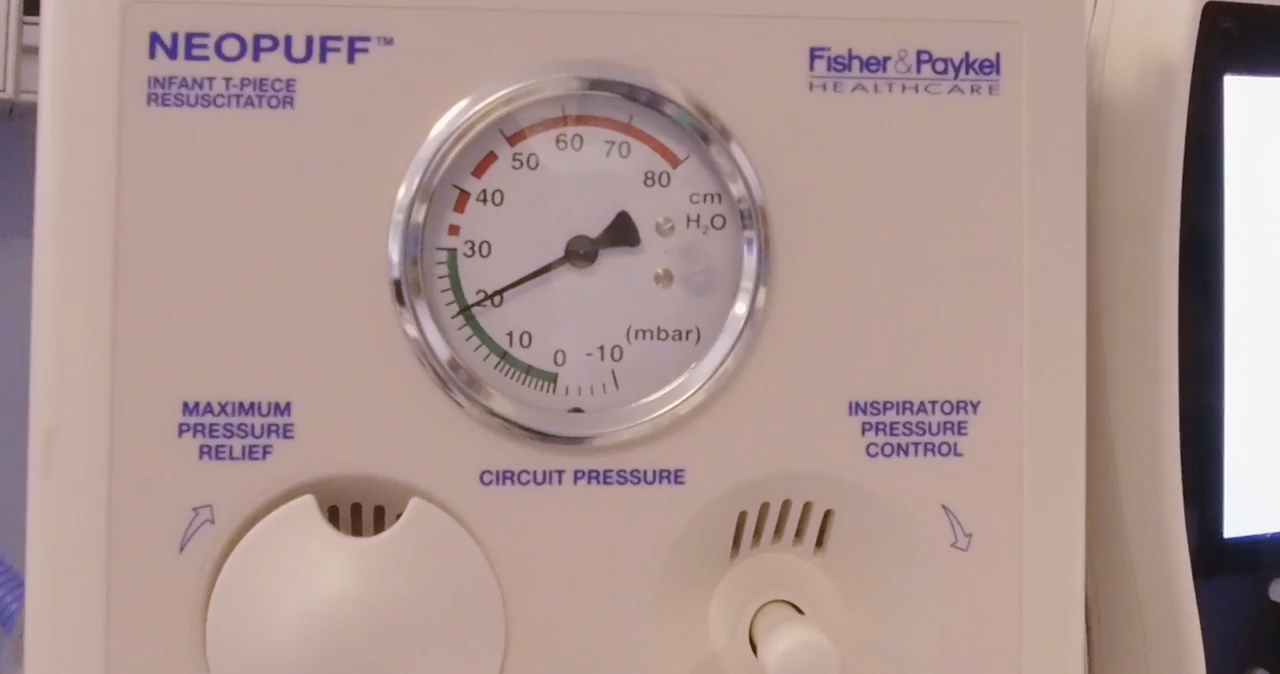 NEOPUFF™
INFANT T-PIECE
RESUSCITATOR
Fisher&Paykel
HEALTHCARE
60
50
70
80
40
cm
H₂O
30
20
10
0
-10
(mbar)
MAXIMUM
PRESSURE
RELIEF
CIRCUIT PRESSURE
INSPIRATORY
PRESSURE
CONTROL